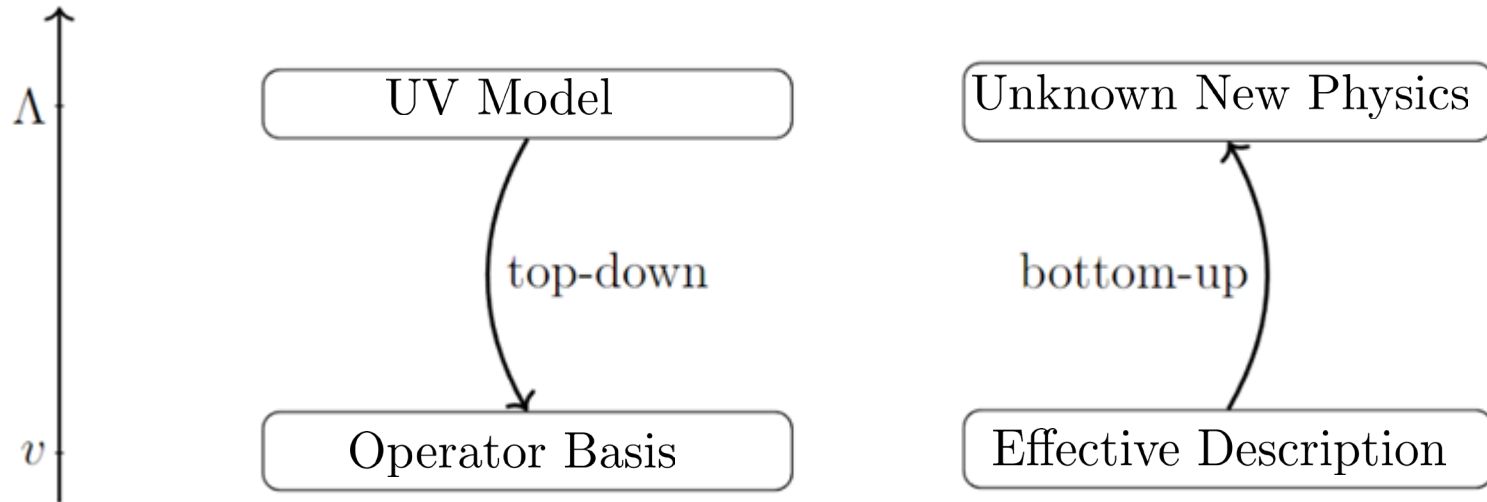 Λ
UV Model
Unknown New Physics
top-down
bottom-up
v
Operator Basis
Effective Description